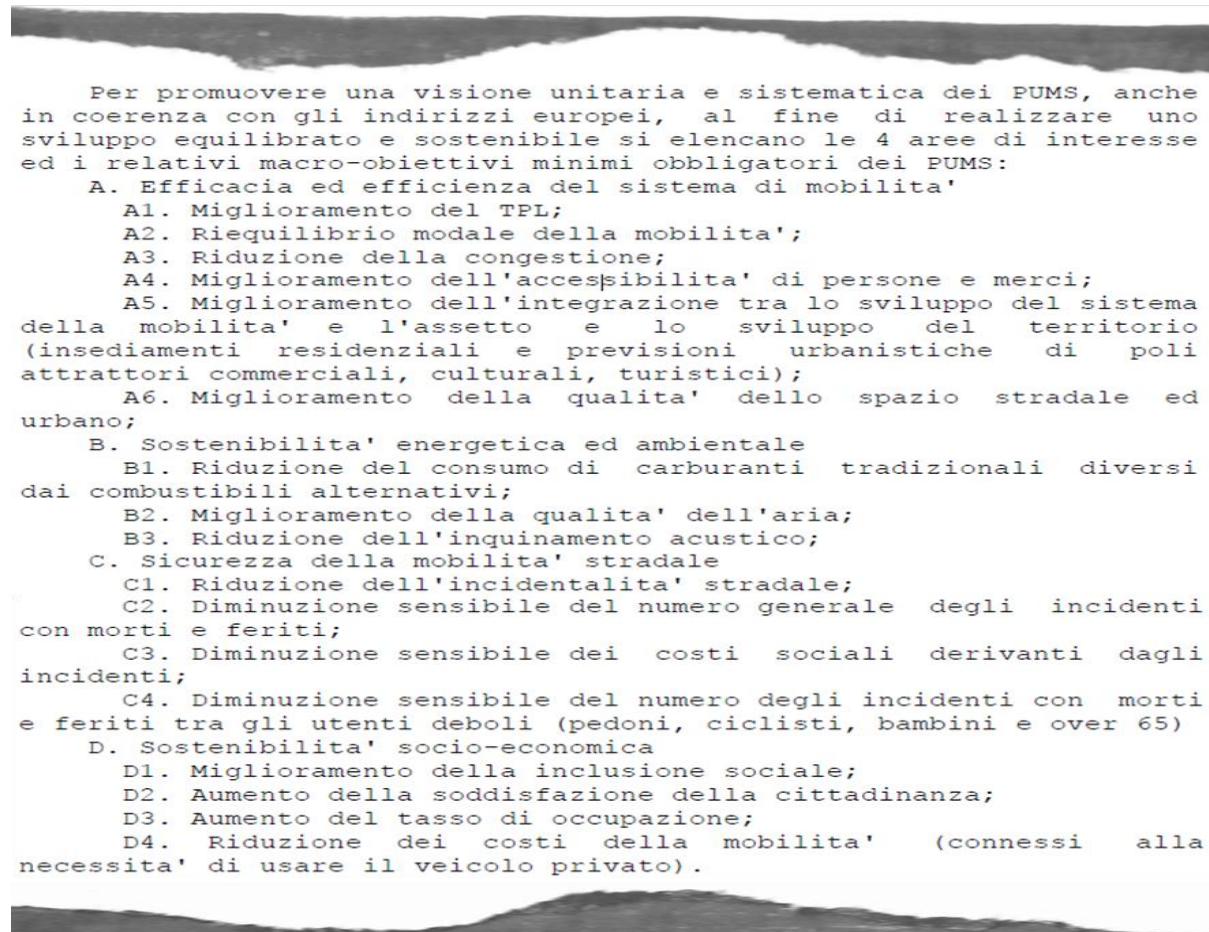 Per promuovere una visione unitaria e sistematica dei PUMS, anche
in coerenza con gli indirizzi europei, al fine di realizzare uno
sviluppo equilibrato e sostenibile si elencano le 4 aree di interesse
ed i relativi macro-obiettivi minimi obbligatori dei PUMS:
A. Efficacia ed efficienza del sistema di mobilita'
A1. Miglioramento del TPL;
A2. Riequilibrio modale della mobilita';
A3. Riduzione della congestione;
A4. Miglioramento dell'accessibilita' di persone e merci;
A5. Miglioramento dell'integrazione tra lo sviluppo del sistema
della mobilita' e l'assetto e lo sviluppo del territorio
(insediamenti residenziali e previsioni urbanistiche di poli
attrattori commerciali, culturali, turistici);
A6. Miglioramento della qualita' dello spazio stradale ed
urbano;
B. Sostenibilita' energetica ed ambientale
B1. Riduzione del consumo di carburanti tradizionali diversi
dai combustibili alternativi;
B2. Miglioramento della qualita' dell'aria;
B3. Riduzione dell'inquinamento acustico;
C. Sicurezza della mobilita' stradale
C1. Riduzione dell'incidentalita' stradale;
C2. Diminuzione sensibile del numero generale degli incidenti
con morti e feriti;
C3. Diminuzione sensibile dei costi sociali derivanti dagli
incidenti;
C4. Diminuzione sensibile del numero degli incidenti con morti
e feriti tra gli utenti deboli (pedoni, ciclisti, bambini e over 65)
D. Sostenibilita' socio-economica
D1. Miglioramento della inclusione sociale;
D2. Aumento della soddisfazione della cittadinanza;
D3. Aumento del tasso di occupazione;
D4. Riduzione dei costi della mobilita' (connessi alla
necessita' di usare il veicolo privato).